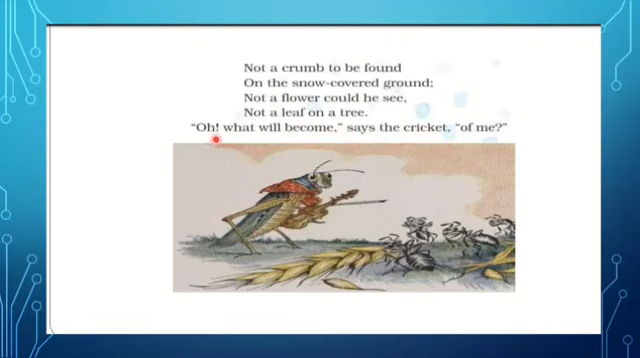 Not a crumb to be found
On the snow-covered ground;
Not a flower could he see,
Not a leaf on a tree.
“Oh! what will become,” says the cricket, “of me?”